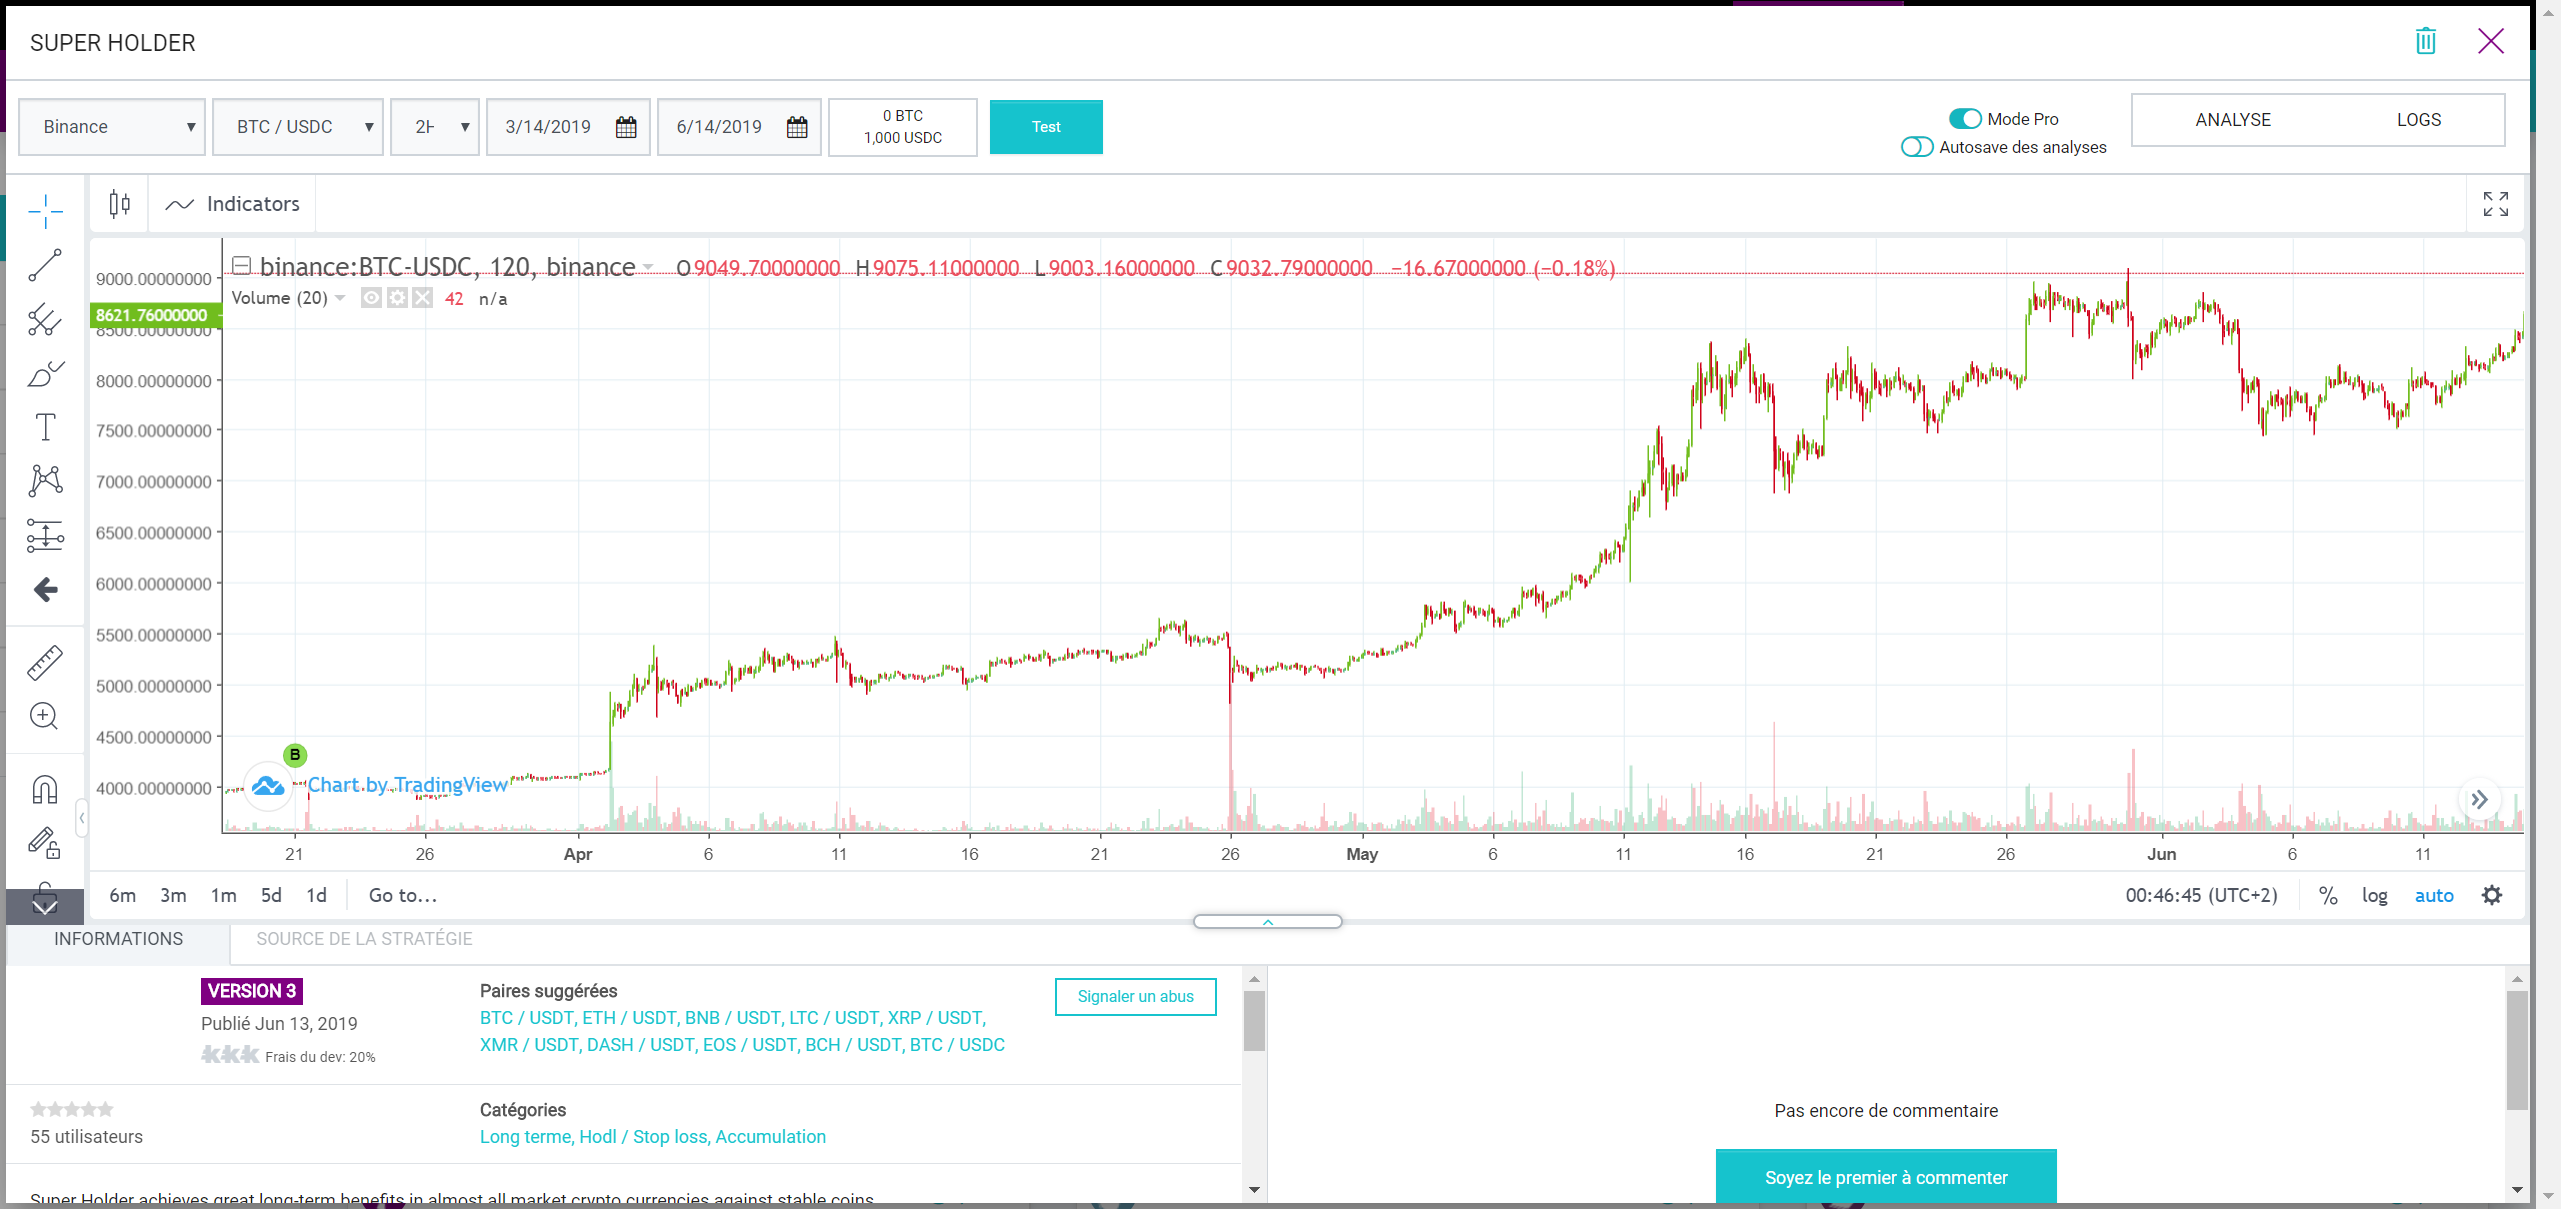 SUPER HOLDER
Binance
BTC / USDC
2H
3/14/2019
6/14/2019
0 BTC
1,000 USDC
Test
Mode Pro
Autosave des analyses
ANALYSE
LOGS
Indicators
binance:BTC-USDC, 120, binance
O9049.70000000 H9075.11000000 L9003.16000000 C9032.79000000 −16.67000000 (−0.18%)
Volume (20)
42 n/a
9000.00000000
8621.76000000
8500.00000000
8000.00000000
7500.00000000
7000.00000000
6500.00000000
6000.00000000
5500.00000000
5000.00000000
4500.00000000
4000.00000000
B
Chart by TradingView
21 26 Apr 6 11 16 21 26 May 6 11 16 21 26 Jun 6 11
6m 3m 1m 5d 1d Go to...
00:46:45 (UTC+2) % log auto
INFORMATIONS
SOURCE DE LA STRATÉGIE
VERSION 3
Publié Jun 13, 2019
Frais du dev: 20%
Paires suggérées
BTC / USDT, ETH / USDT, BNB / USDT, LTC / USDT, XRP / USDT,
XMR / USDT, DASH / USDT, EOS / USDT, BCH / USDT, BTC / USDC
Signaler un abus
55 utilisateurs
Catégories
Long terme, Hodl / Stop loss, Accumulation
Super Holder achieves great long-term benefits in almost all market crypto currencies against stable coins
Pas encore de commentaire
Soyez le premier à commenter